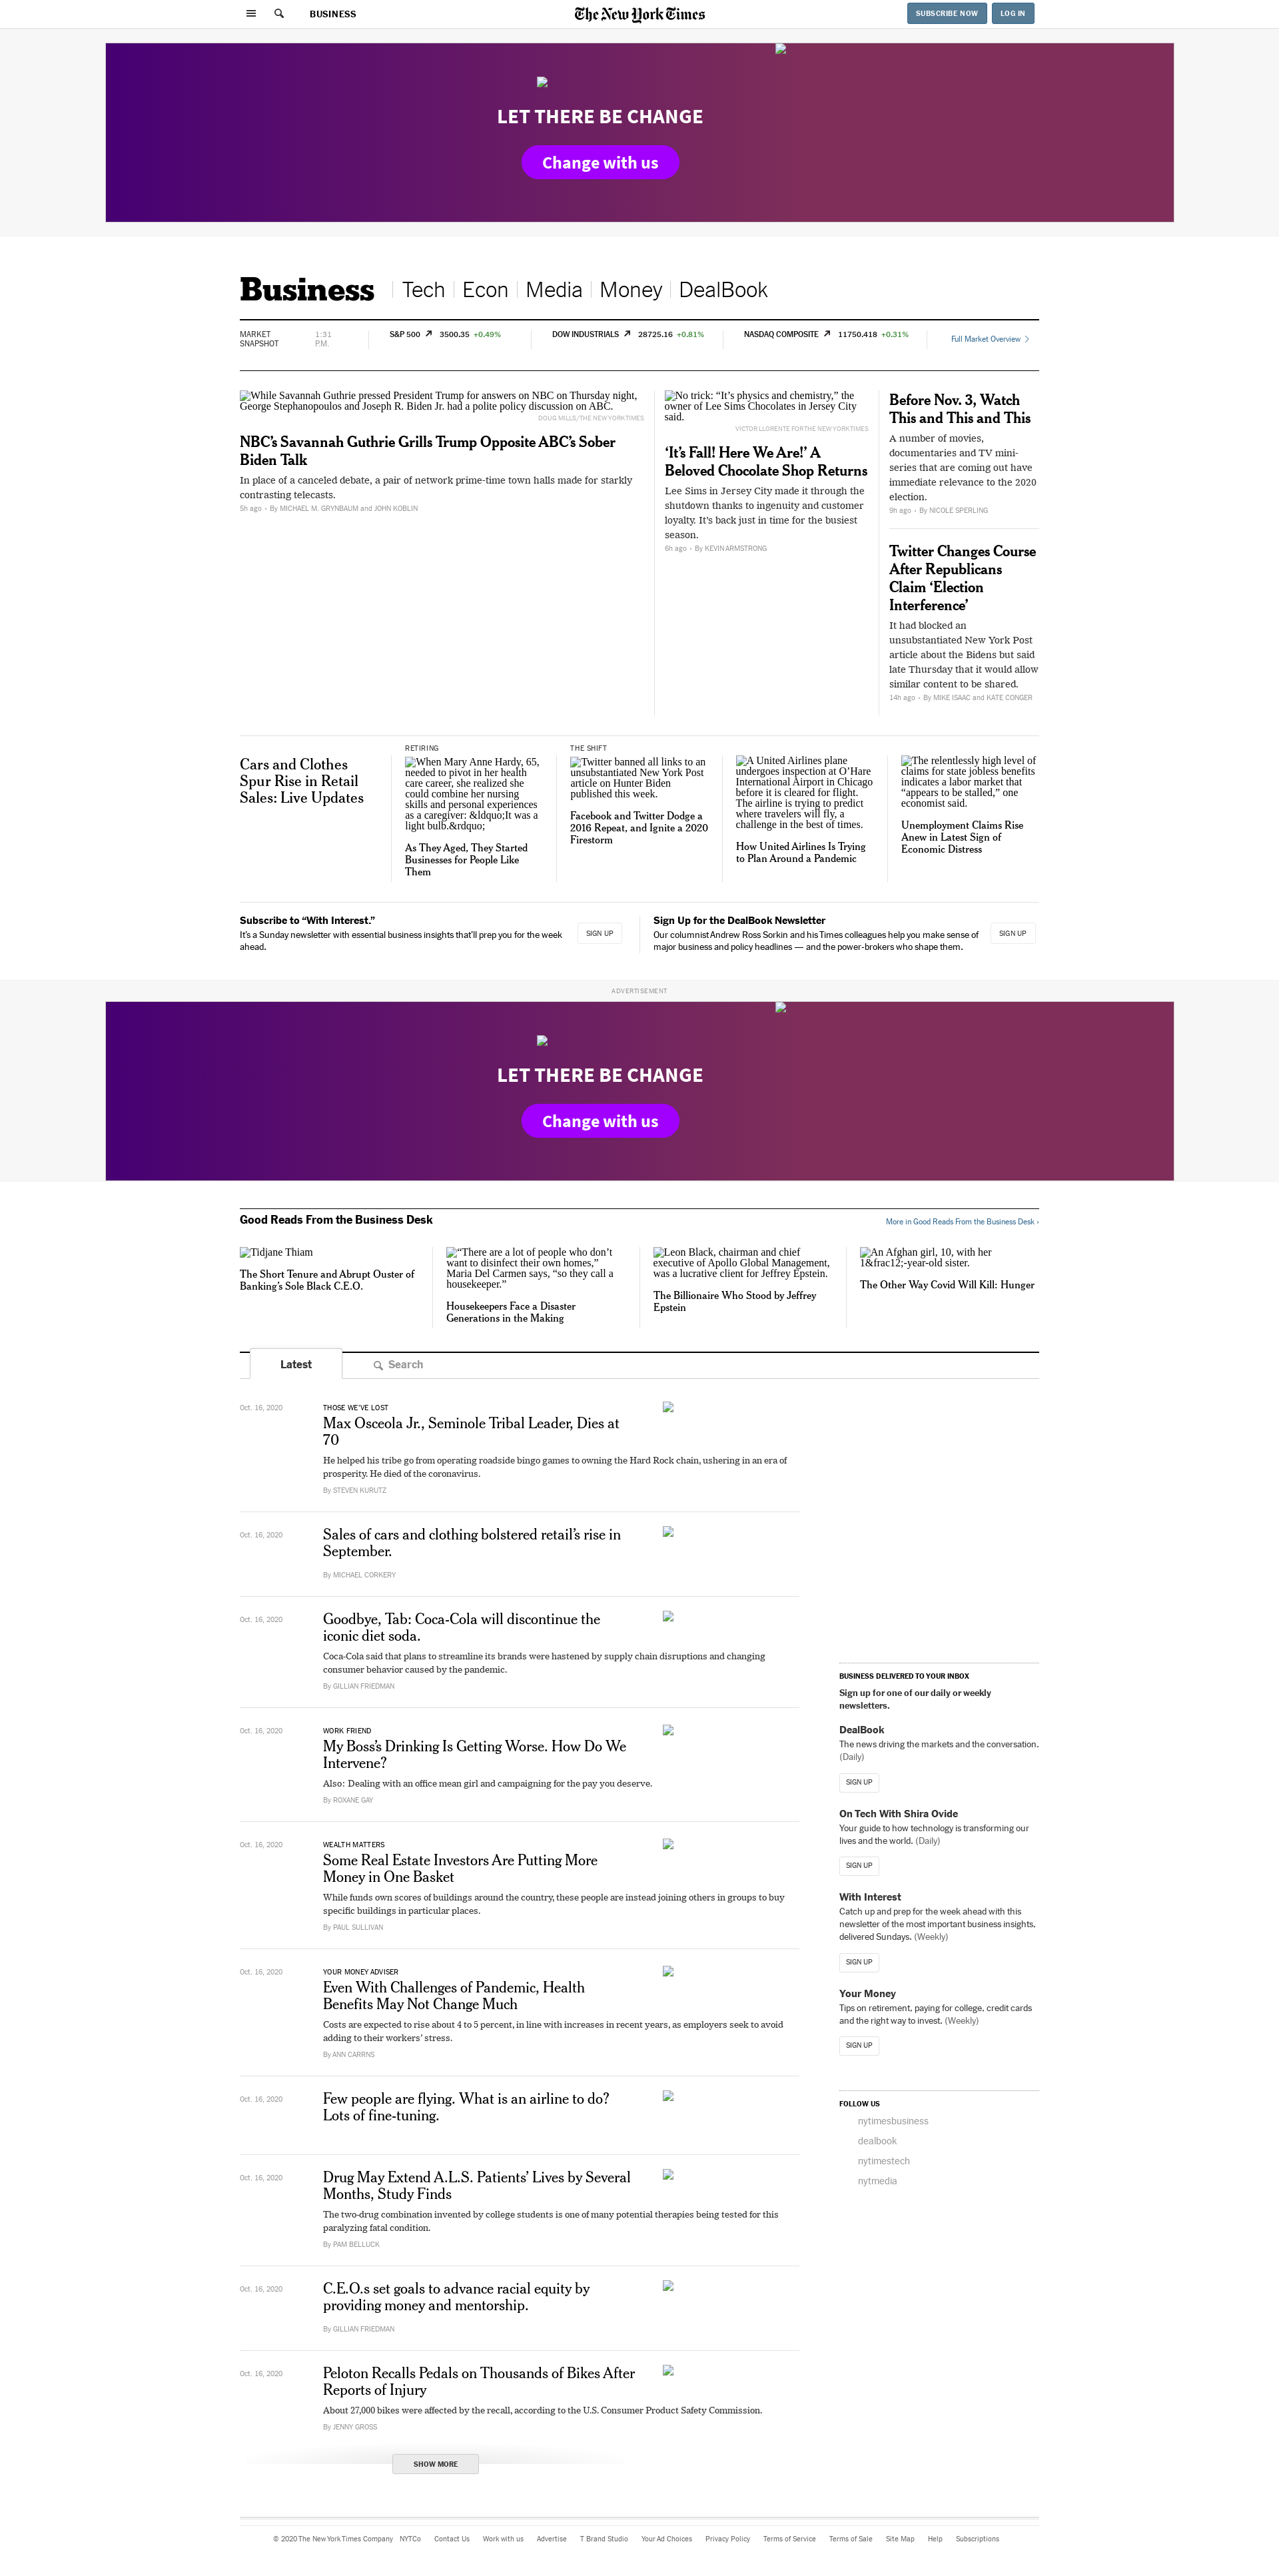 BUSINESS
The New York Times
SUBSCRIBE NOW
LOG IN
LET THERE BE CHANGE
Change with us
Business
Tech
Econ
Media
Money
DealBook
MARKET
SNAPSHOT
1:31
P.M.
S&P 500 3500.35 +0.49%
DOW INDUSTRIALS 28725.16 +0.81%
NASDAQ COMPOSITE 11750.418 +0.31%
Full Market Overview
While Savannah Guthrie pressed President Trump for answers on NBC on Thursday night,
George Stephanopoulos and Joseph R. Biden Jr. had a polite policy discussion on ABC.
DOUG MILLS/THE NEW YORK TIMES
NBC’s Savannah Guthrie Grills Trump Opposite ABC’s Sober
Biden Talk
In place of a canceled debate, a pair of network prime-time town halls made for starkly
contrasting telecasts.
5h ago • By MICHAEL M. GRYNBAUM and JOHN KOBLIN
No trick: “It’s physics and chemistry,” the
owner of Lee Sims Chocolates in Jersey City
said.
VICTOR LLORENTE FOR THE NEW YORK TIMES
‘It’s Fall! Here We Are!’ A
Beloved Chocolate Shop Returns
Lee Sims in Jersey City made it through the
shutdown thanks to ingenuity and customer
loyalty. It’s back just in time for the busiest
season.
6h ago • By KEVIN ARMSTRONG
Before Nov. 3, Watch
This and This and This
A number of movies,
documentaries and TV mini-
series that are coming out have
immediate relevance to the 2020
election.
9h ago • By NICOLE SPERLING
Twitter Changes Course
After Republicans
Claim ‘Election
Interference’
It had blocked an
unsubstantiated New York Post
article about the Bidens but said
late Thursday that it would allow
similar content to be shared.
14h ago • By MIKE ISAAC and KATE CONGER
Cars and Clothes
Spur Rise in Retail
Sales: Live Updates
RETIRING
When Mary Anne Hardy, 65,
needed to pivot in her health
care career, she realized she
could combine her nursing
skills and personal experiences
as a caregiver: &ldquo;It was a
light bulb.&rdquo;
As They Aged, They Started
Businesses for People Like
Them
THE SHIFT
Twitter banned all links to an
unsubstantiated New York Post
article on Hunter Biden
published this week.
Facebook and Twitter Dodge a
2016 Repeat, and Ignite a 2020
Firestorm
A United Airlines plane
undergoes inspection at O’Hare
International Airport in Chicago
before it is cleared for flight.
The airline is trying to predict
where travelers will fly, a
challenge in the best of times.
How United Airlines Is Trying
to Plan Around a Pandemic
The relentlessly high level of
claims for state jobless benefits
indicates a labor market that
“appears to be stalled,” one
economist said.
Unemployment Claims Rise
Anew in Latest Sign of
Economic Distress
Subscribe to “With Interest.”
It’s a Sunday newsletter with essential business insights that’ll prep you for the week
ahead.
SIGN UP
Sign Up for the DealBook Newsletter
Our columnist Andrew Ross Sorkin and his Times colleagues help you make sense of
major business and policy headlines — and the power-brokers who shape them.
SIGN UP
ADVERTISEMENT
LET THERE BE CHANGE
Change with us
Good Reads From the Business Desk
More in Good Reads From the Business Desk ›
Tidjane Thiam
The Short Tenure and Abrupt Ouster of
Banking’s Sole Black C.E.O.
“There are a lot of people who don’t
want to disinfect their own homes,”
Maria Del Carmen says, “so they call a
housekeeper.”
Housekeepers Face a Disaster
Generations in the Making
Leon Black, chairman and chief
executive of Apollo Global Management,
was a lucrative client for Jeffrey Epstein.
The Billionaire Who Stood by Jeffrey
Epstein
An Afghan girl, 10, with her
1&frac12;-year-old sister.
The Other Way Covid Will Kill: Hunger
Latest
Search
Oct. 16, 2020
THOSE WE’VE LOST
Max Osceola Jr., Seminole Tribal Leader, Dies at
70
He helped his tribe go from operating roadside bingo games to owning the Hard Rock chain, ushering in an era of
prosperity. He died of the coronavirus.
By STEVEN KURUTZ
Oct. 16, 2020
Sales of cars and clothing bolstered retail’s rise in
September.
By MICHAEL CORKERY
Oct. 16, 2020
Goodbye, Tab: Coca-Cola will discontinue the
iconic diet soda.
Coca-Cola said that plans to streamline its brands were hastened by supply chain disruptions and changing
consumer behavior caused by the pandemic.
By GILLIAN FRIEDMAN
Oct. 16, 2020
WORK FRIEND
My Boss’s Drinking Is Getting Worse. How Do We
Intervene?
Also: Dealing with an office mean girl and campaigning for the pay you deserve.
By ROXANE GAY
Oct. 16, 2020
WEALTH MATTERS
Some Real Estate Investors Are Putting More
Money in One Basket
While funds own scores of buildings around the country, these people are instead joining others in groups to buy
specific buildings in particular places.
By PAUL SULLIVAN
Oct. 16, 2020
YOUR MONEY ADVISER
Even With Challenges of Pandemic, Health
Benefits May Not Change Much
Costs are expected to rise about 4 to 5 percent, in line with increases in recent years, as employers seek to avoid
adding to their workers’ stress.
By ANN CARRNS
Oct. 16, 2020
Few people are flying. What is an airline to do?
Lots of fine-tuning.
Oct. 16, 2020
Drug May Extend A.L.S. Patients’ Lives by Several
Months, Study Finds
The two-drug combination invented by college students is one of many potential therapies being tested for this
paralyzing fatal condition.
By PAM BELLUCK
Oct. 16, 2020
C.E.O.s set goals to advance racial equity by
providing money and mentorship.
By GILLIAN FRIEDMAN
Oct. 16, 2020
Peloton Recalls Pedals on Thousands of Bikes After
Reports of Injury
About 27,000 bikes were affected by the recall, according to the U.S. Consumer Product Safety Commission.
By JENNY GROSS
SHOW MORE
BUSINESS DELIVERED TO YOUR INBOX
Sign up for one of our daily or weekly
newsletters.
DealBook
The news driving the markets and the conversation.
(Daily)
SIGN UP
On Tech With Shira Ovide
Your guide to how technology is transforming our
lives and the world. (Daily)
SIGN UP
With Interest
Catch up and prep for the week ahead with this
newsletter of the most important business insights,
delivered Sundays. (Weekly)
SIGN UP
Your Money
Tips on retirement, paying for college, credit cards
and the right way to invest. (Weekly)
SIGN UP
FOLLOW US
nytimesbusiness
dealbook
nytimestech
nytmedia
© 2020 The New York Times Company NYTCo Contact Us Work with us Advertise T Brand Studio Your Ad Choices Privacy Policy Terms of Service Terms of Sale Site Map Help Subscriptions